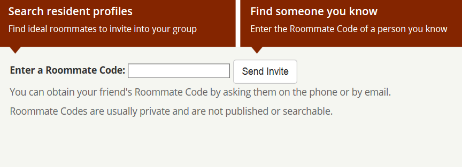 Search resident profiles
Find ideal roommates to invite into your group
Find someone you know
Enter the Roommate Code of a person you know
Enter a Roommate Code:
Send Invite
You can obtain your friend's Roommate Code by asking them on the phone or by email.
Roommate Codes are usually private and are not published or searchable.